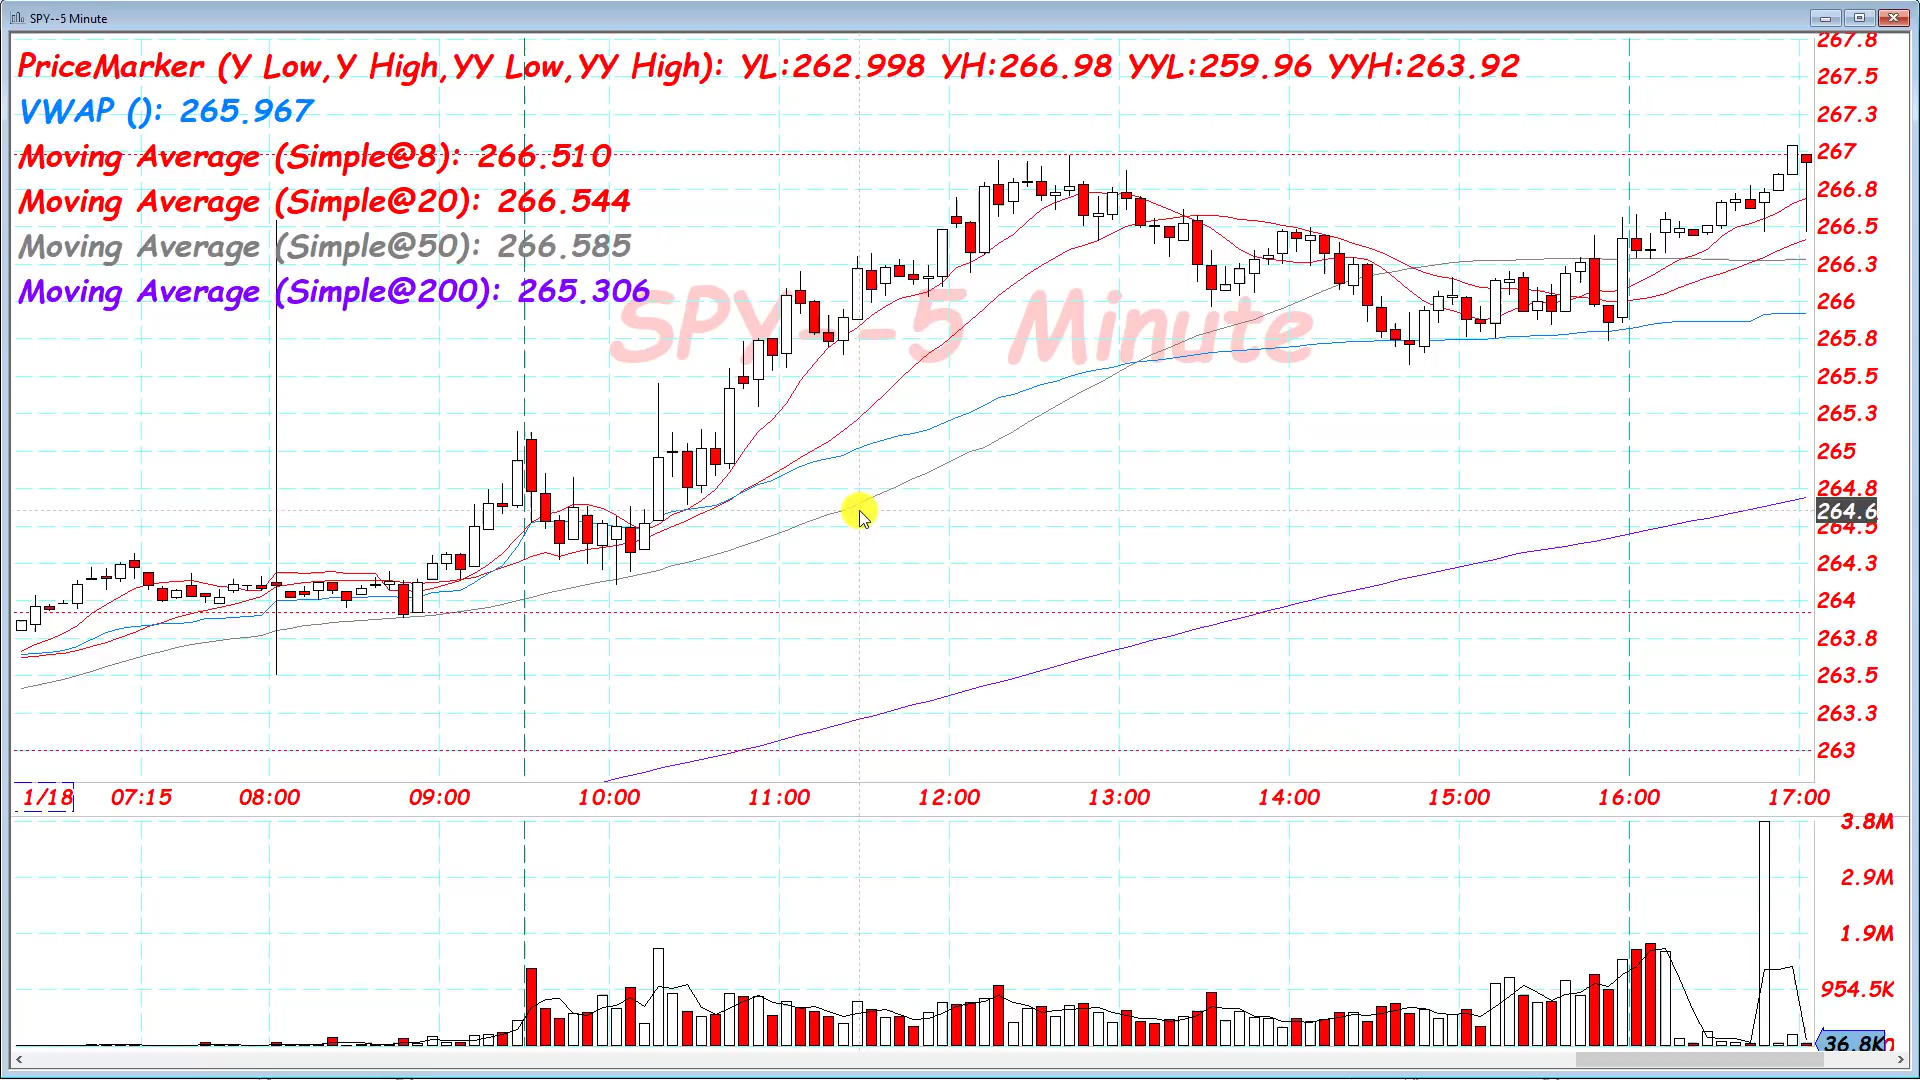 SPY--5 Minute
PriceMarker (Y Low,Y High,YY Low,YY High): YL:262.998 YH:266.98 YYL:259.96 YYH:263.92
VWAP (): 265.967
Moving Average (Simple@8): 266.510
Moving Average (Simple@20): 266.544
Moving Average (Simple@50): 266.585
Moving Average (Simple@200): 265.306
SPY--5 Minute
267.8
267.5
267.3
267
266.8
266.5
266.3
266
265.8
265.5
265.3
265
264.8
264.6
264.5
264.3
264
263.8
263.5
263.3
263
1/18 07:15 08:00 09:00 10:00 11:00 12:00 13:00 14:00 15:00 16:00 17:00
3.8M
2.9M
1.9M
954.5K
36.8K